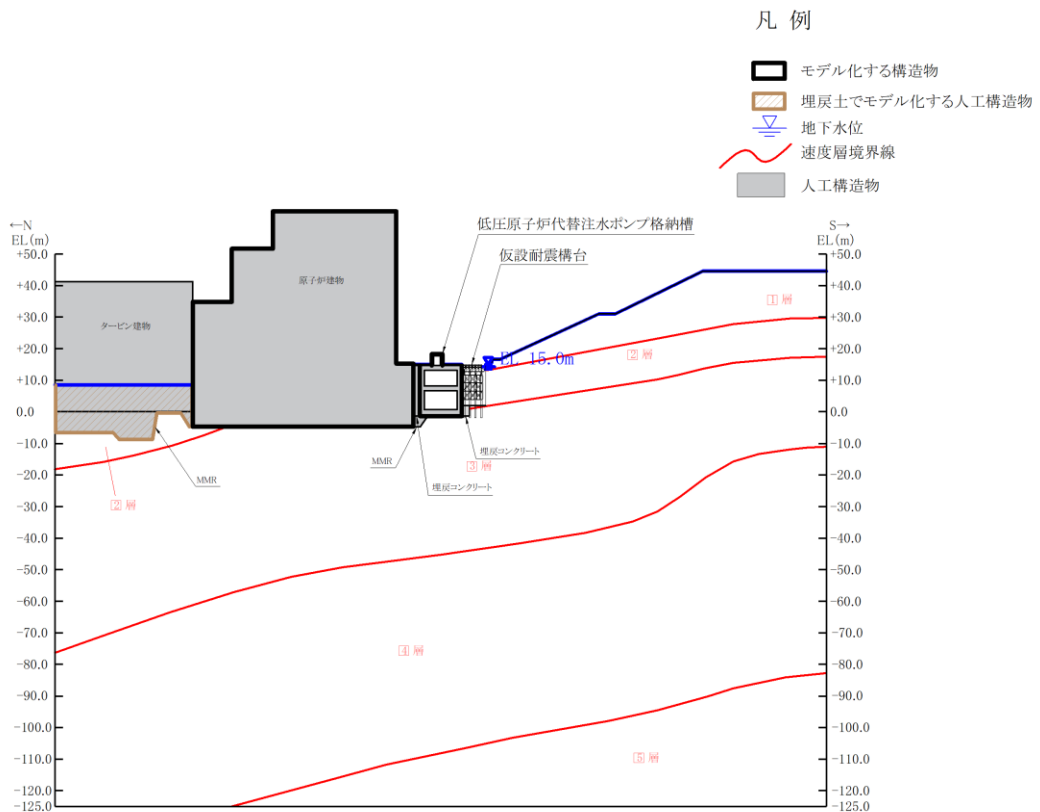 凡 例
モデル化する構造物
埋戻土でモデル化する人工構造物
地下水位
速度層境界線
人工構造物
←N
EL(m)
S→
EL(m)
低圧原子炉代替注水ポンプ格納槽
仮設耐震構台
原子炉建物
タービン建物
EL 15.0m
1 層
2 層
3 層
2 層
4 層
5 層
MMR
MMR
埋戻コンクリート
埋戻コンクリート
+50.0
+40.0
+30.0
+20.0
+10.0
0.0
-10.0
-20.0
-30.0
-40.0
-50.0
-60.0
-70.0
-80.0
-90.0
-100.0
-110.0
-120.0
-125.0
+50.0
+40.0
+30.0
+20.0
+10.0
0.0
-10.0
-20.0
-30.0
-40.0
-50.0
-60.0
-70.0
-80.0
-90.0
-100.0
-110.0
-120.0
-125.0